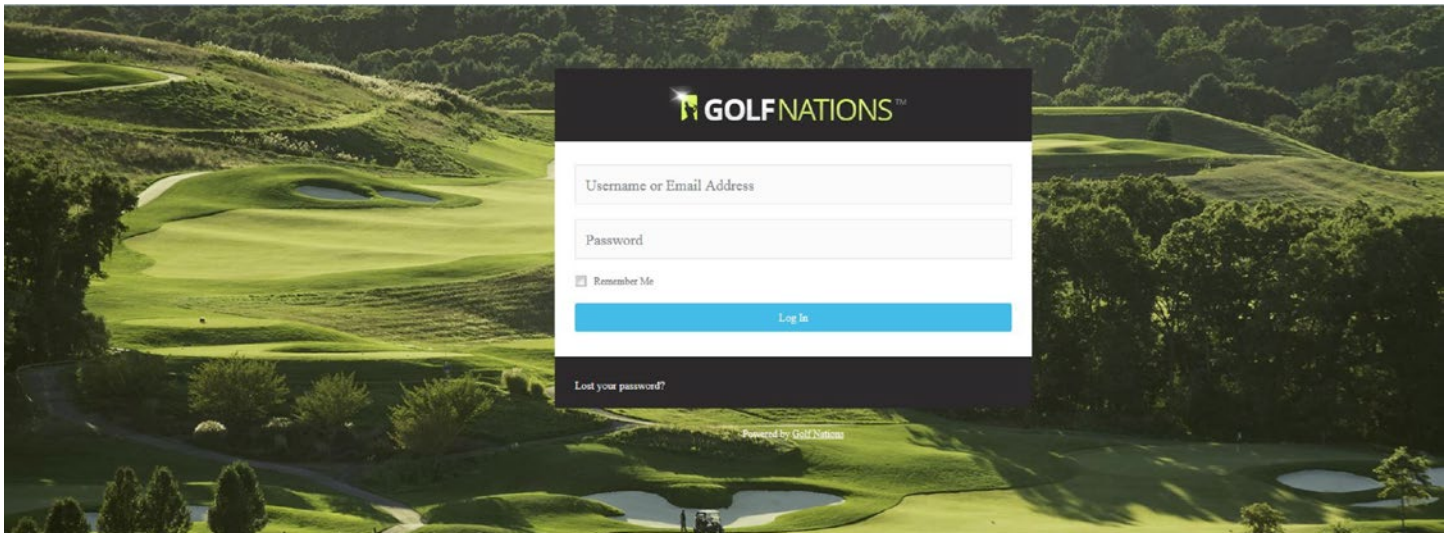 GOLFNATIONS™
Username or Email Address
Password
Remember Me
Log In
Lost your password?
Powered by Golf Nations